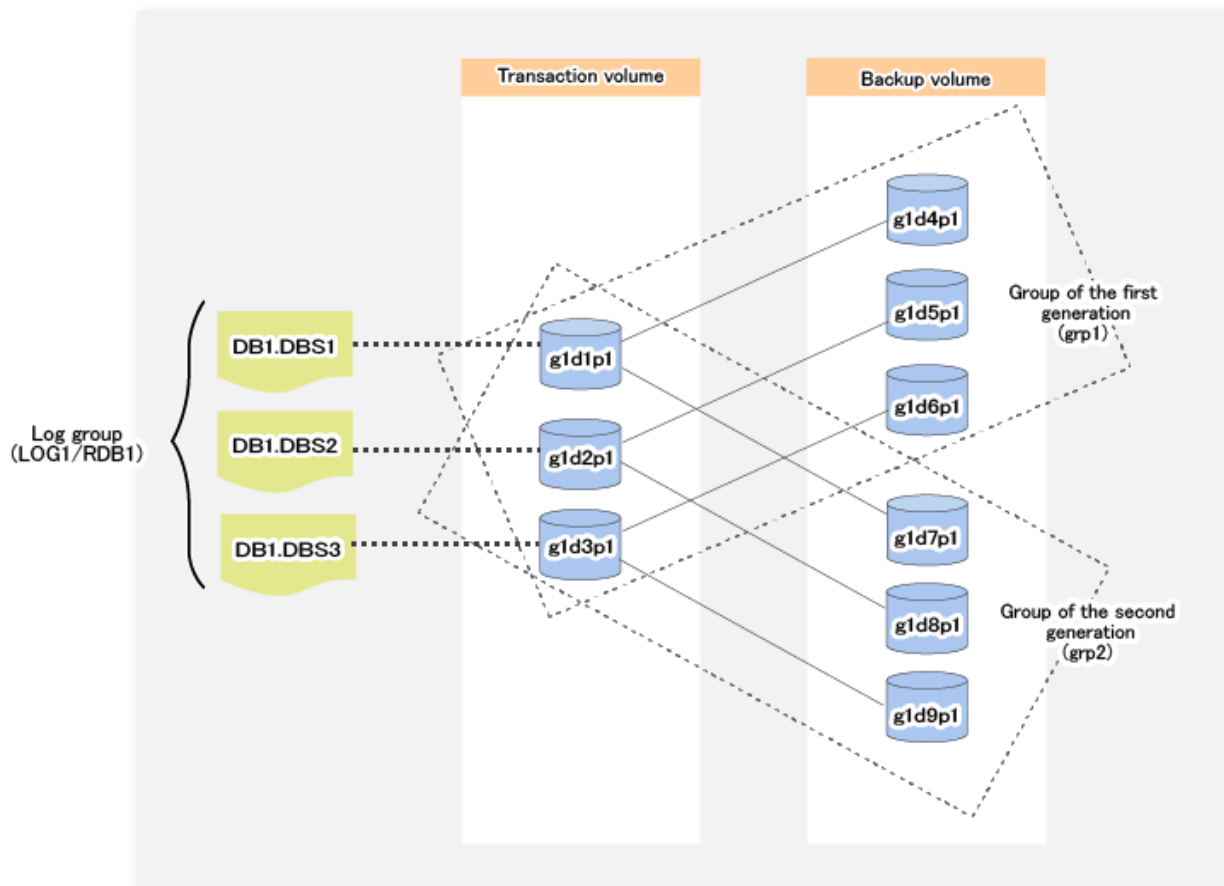 Transaction volume
Backup volume
g1d4p1
g1d5p1
Group of the first
generation
(grp1)
DB1.DBS1
g1d1p1
g1d6p1
Log group
(LOG1/RDB1)
DB1.DBS2
g1d2p1
DB1.DBS3
g1d3p1
g1d7p1
g1d8p1
Group of the second
generation
(grp2)
g1d9p1